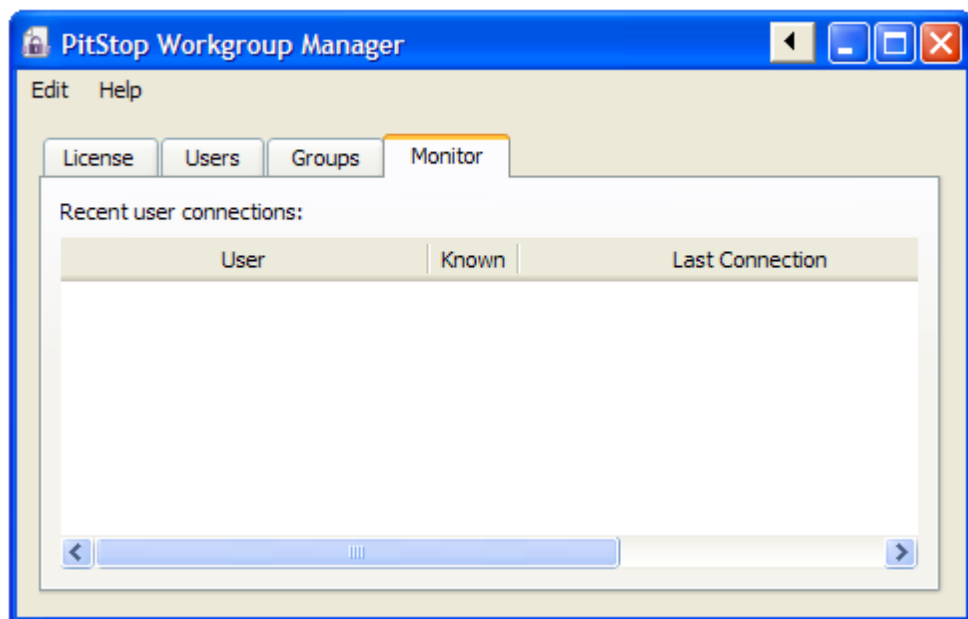 PitStop Workgroup Manager
Edit Help
License Users Groups Monitor
Recent user connections:
User Known Last Connection